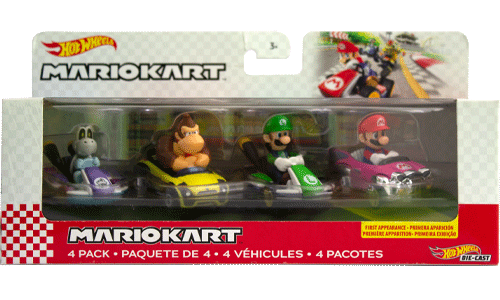 Hot Wheels
3+
MARIOKART
MARIOKART
4 PACK • PAQUETE DE 4 • 4 VÉHICULES • 4 PACOTES
FIRST APPEARANCE • PRIMERA APARICIÓN
PREMIÈRE APPARITION • PRIMEIRA EXIBIÇÃO
Hot Wheels
DIE-CAST